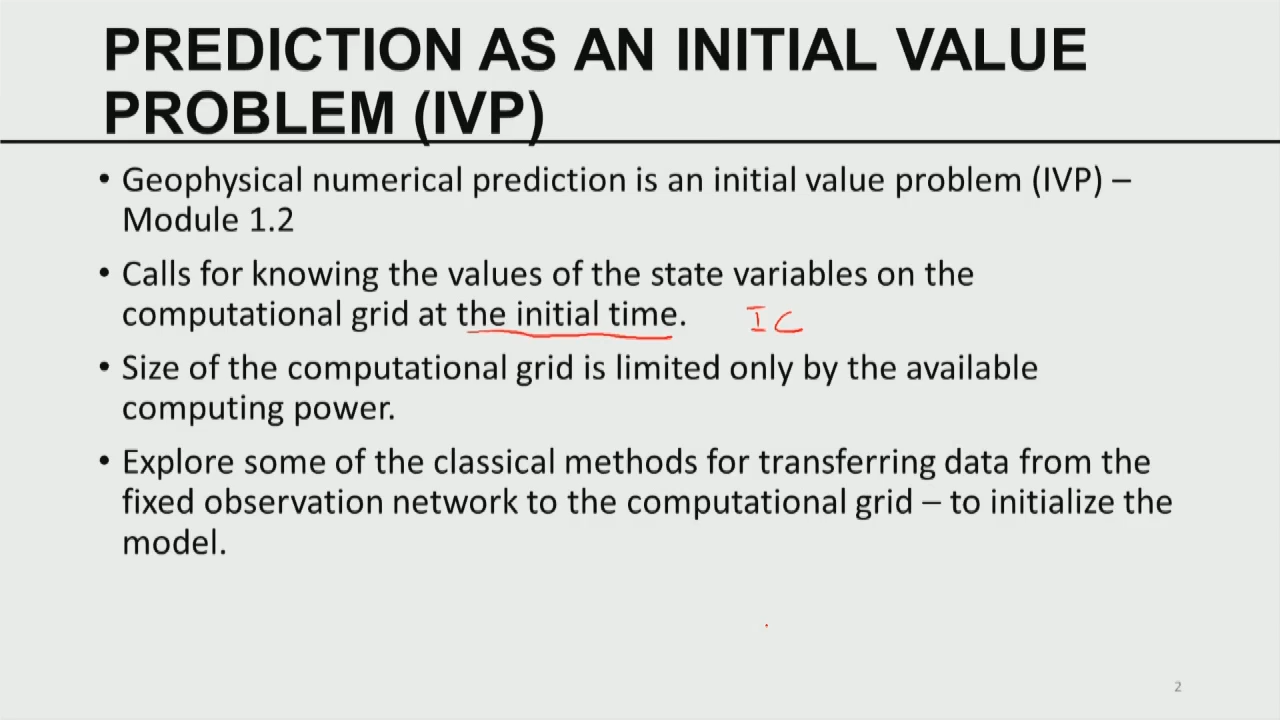 PREDICTION AS AN INITIAL VALUE
PROBLEM (IVP)
• Geophysical numerical prediction is an initial value problem (IVP) –
Module 1.2
• Calls for knowing the values of the state variables on the
computational grid at the initial time. IC
• Size of the computational grid is limited only by the available
computing power.
• Explore some of the classical methods for transferring data from the
fixed observation network to the computational grid – to initialize the
model.
2